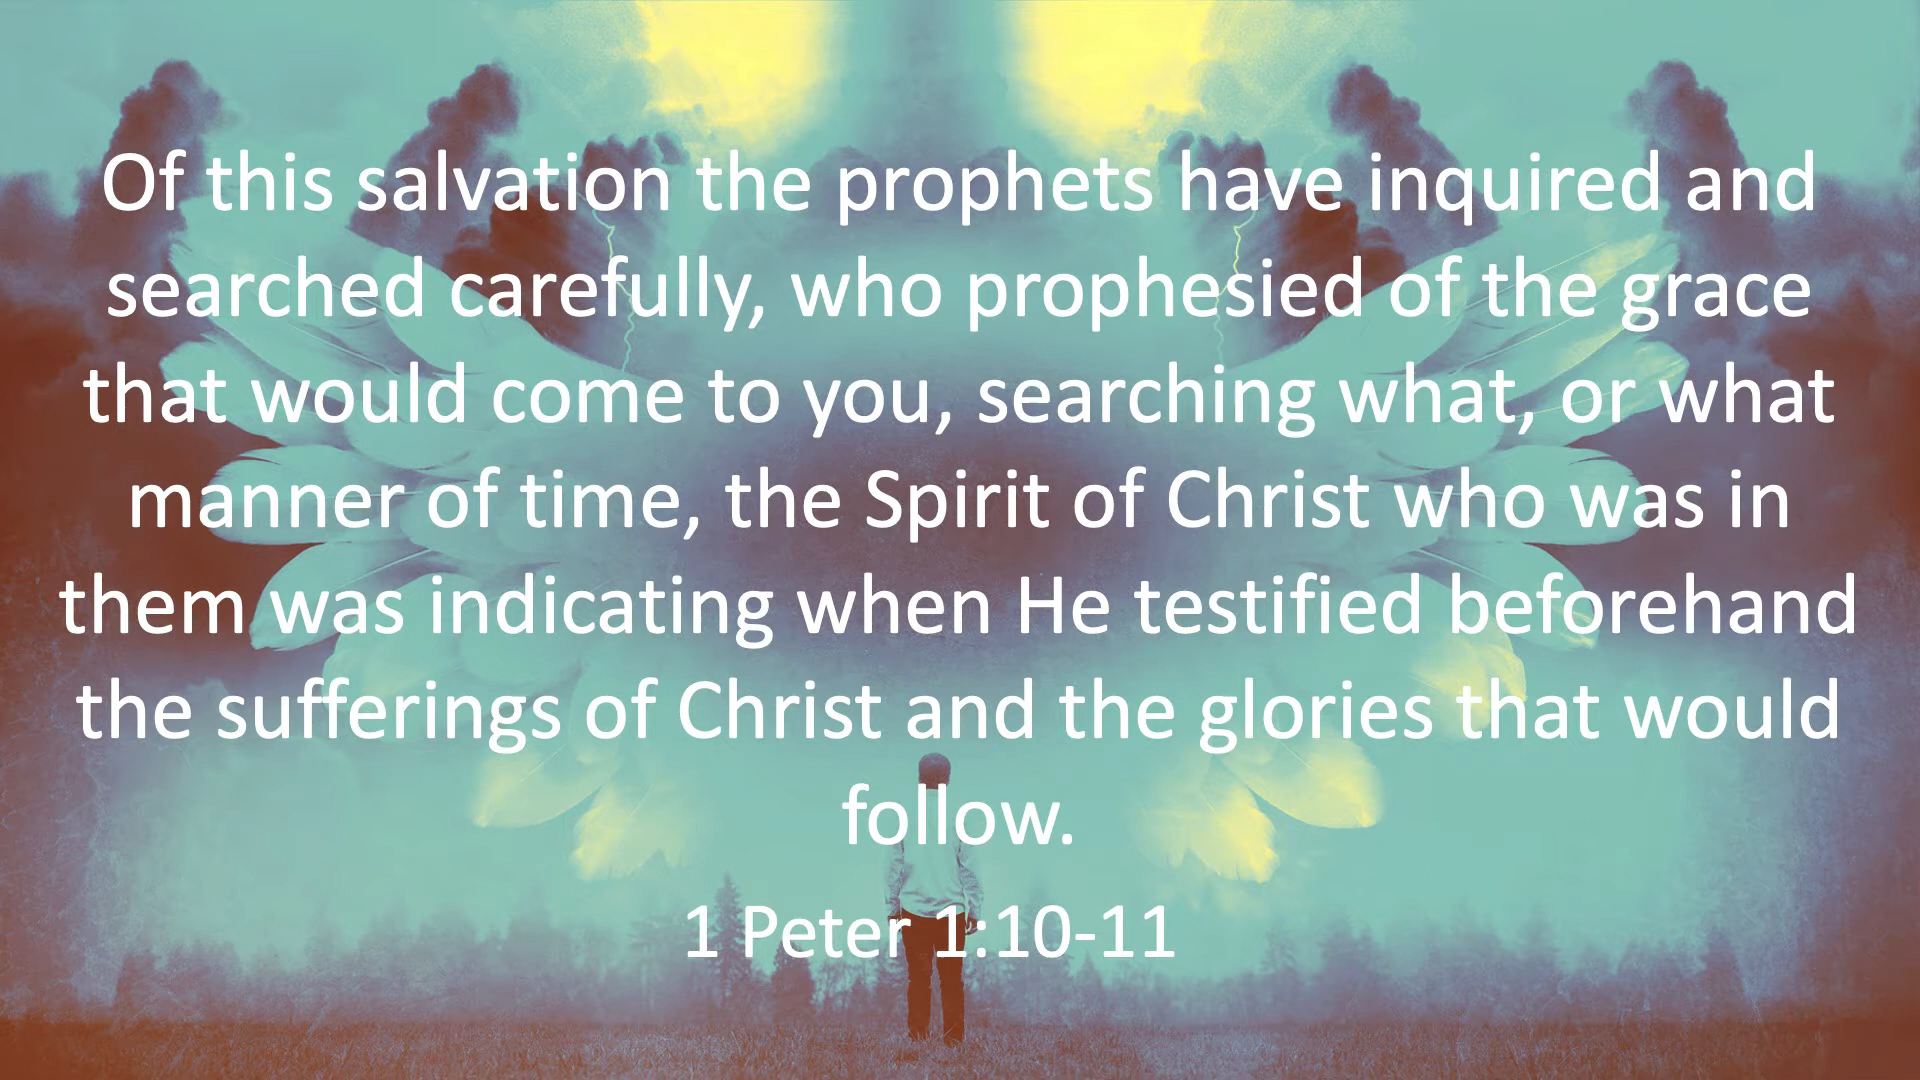 Of this salvation the prophets have inquired and
searched carefully, who prophesied of the grace
that would come to you, searching what, or what
manner of time, the Spirit of Christ who was in
them was indicating when He testified beforehand
the sufferings of Christ and the glories that would
follow.
1 Peter 1:10-11